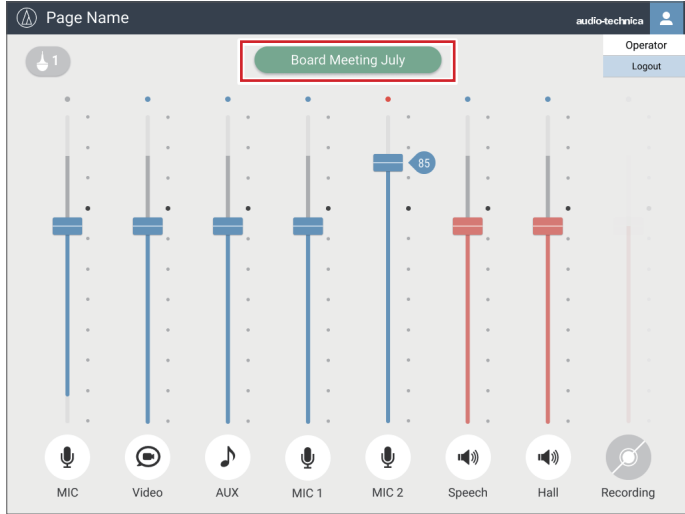 Page Name
audio-technica
Operator
Logout
1
Board Meeting July
85
MIC
Video
AUX
MIC 1
MIC 2
Speech
Hall
Recording